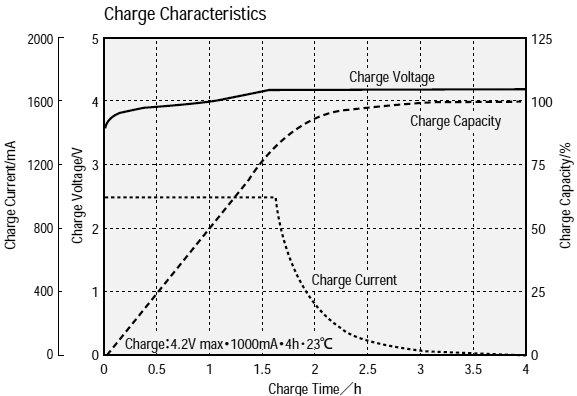 Charge Characteristics
2000 5 125
Charge Voltage
1600 4 100
Charge Capacity
1200 3 75
Charge Current/mA
Charge Voltage/V
Charge Capacity/%
800 2 50
Charge Current
400 1 25
Charge:4.2V max・1000mA・4h・23℃
0 0 0
0 0.5 1 1.5 2 2.5 3 3.5 4
Charge Time/h